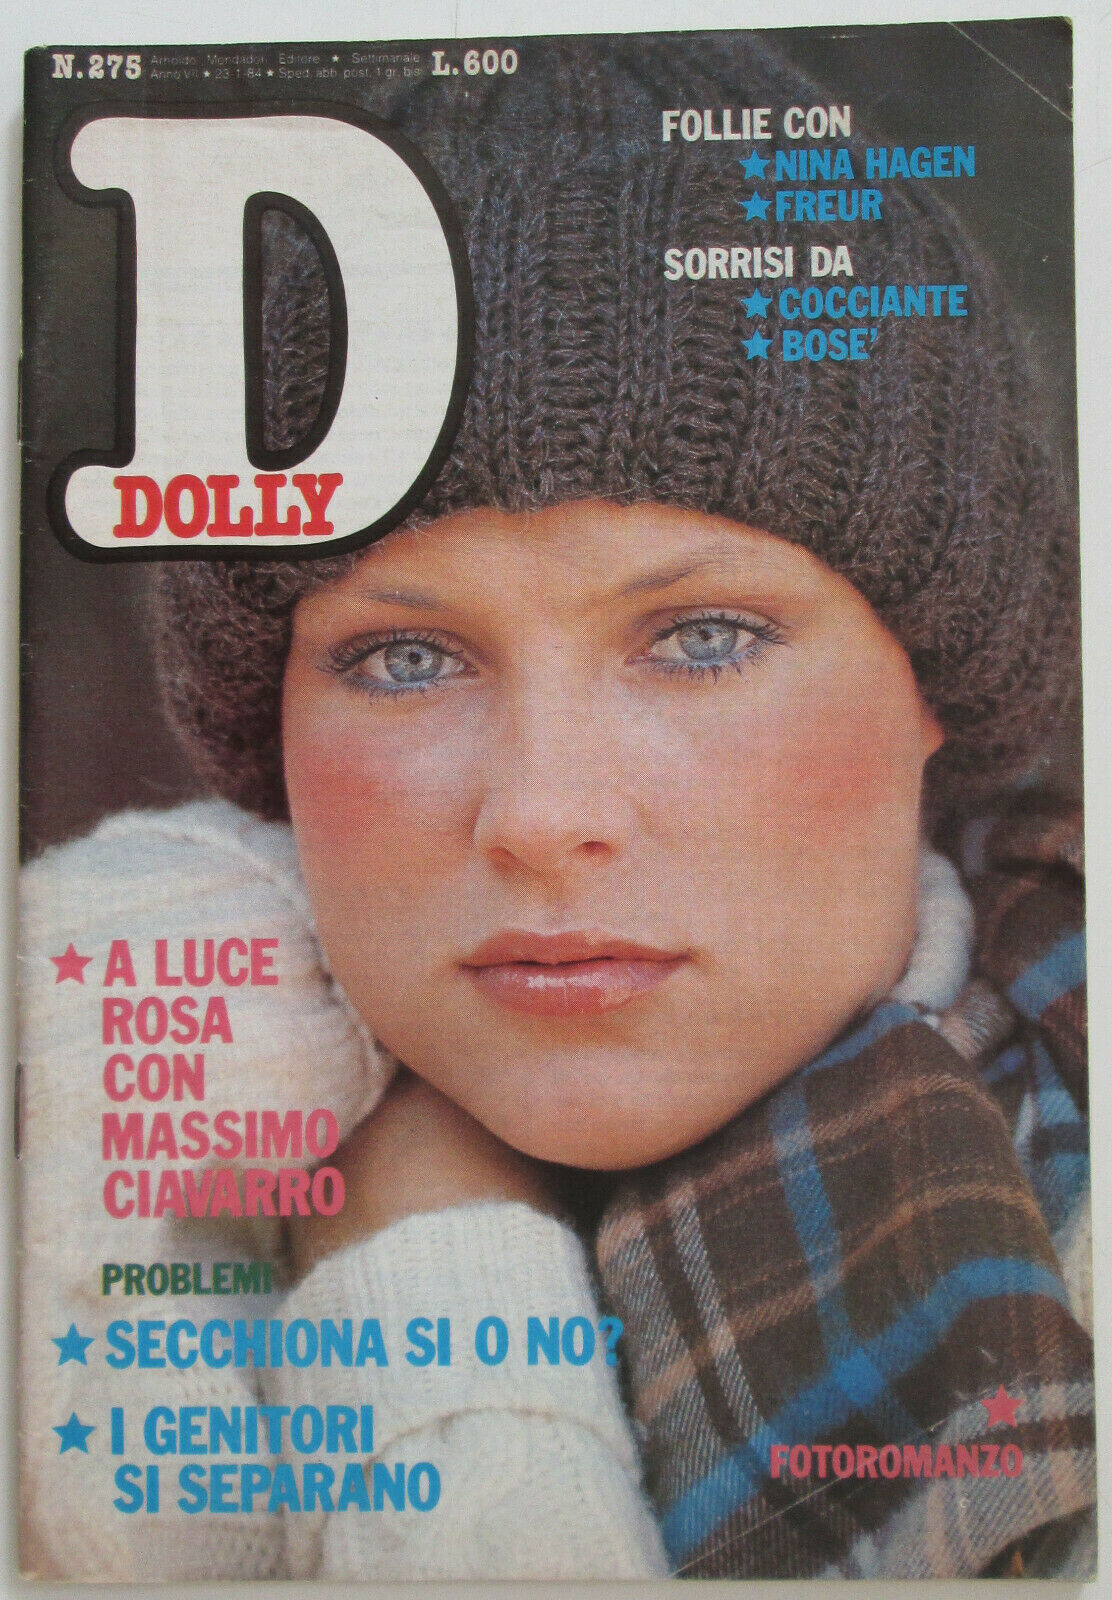 N.275 Arnoldo Mondadori Editore ★ Settimanale L.600
Anno VII ★ 23-1-84 ★ Sped. abb. post. 1 gr. bis
D
DOLLY
FOLLIE CON
★ NINA HAGEN
★ FREUR
SORRISI DA
★ COCCIANTE
★ BOSE'
★ A LUCE
ROSA
CON
MASSIMO
CIAVARRO
PROBLEMI
★ SECCHIONA SI O NO?
★ I GENITORI
SI SEPARANO
★
FOTOROMANZO